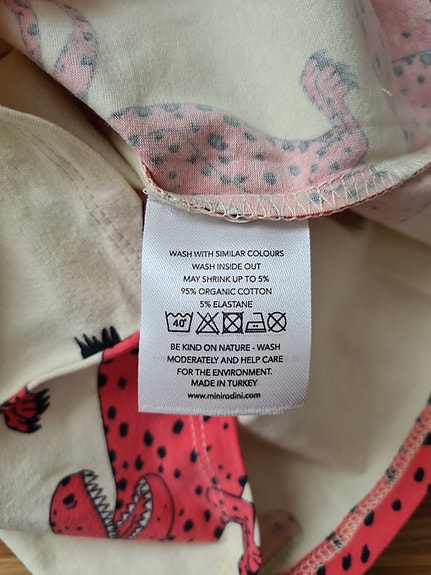 WASH WITH SIMILAR COLOURS
WASH INSIDE OUT
MAY SHRINK UP TO 5%
95% ORGANIC COTTON
5% ELASTANE
40°
BE KIND ON NATURE - WASH
MODERATELY AND HELP CARE
FOR THE ENVIRONMENT.
MADE IN TURKEY
www.minirodini.com